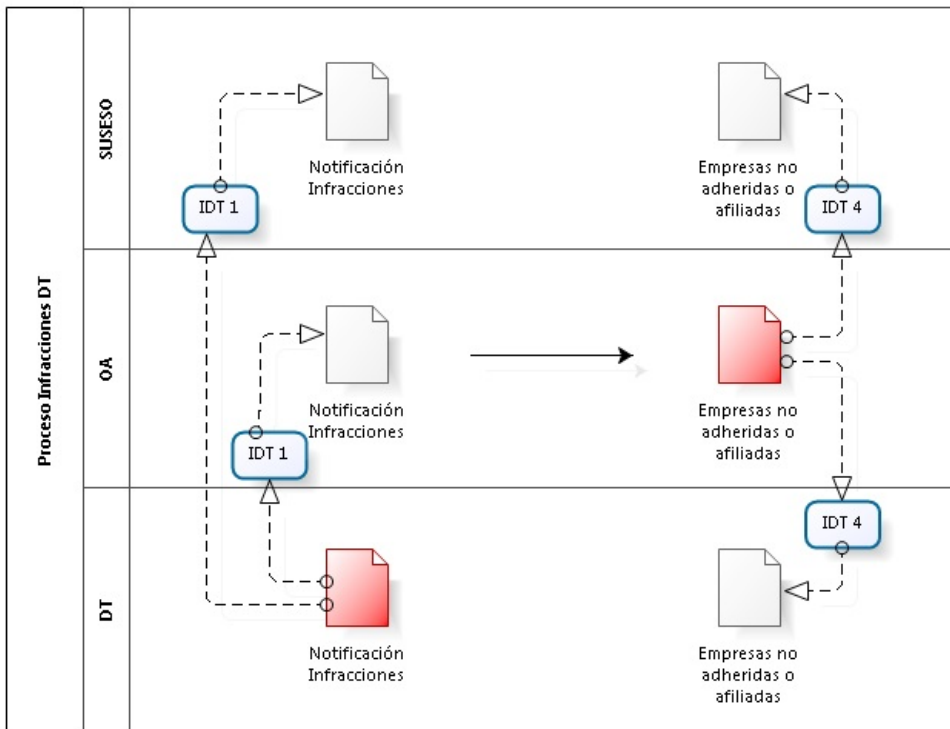 Proceso Infracciones DT
SUSESO
Notificación
Infracciones
IDT 1
Empresas no
adheridas o
afiliadas
IDT 4
OA
Notificación
Infracciones
IDT 1
Empresas no
adheridas o
afiliadas
DT
Notificación
Infracciones
IDT 4
Empresas no
adheridas o
afiliadas